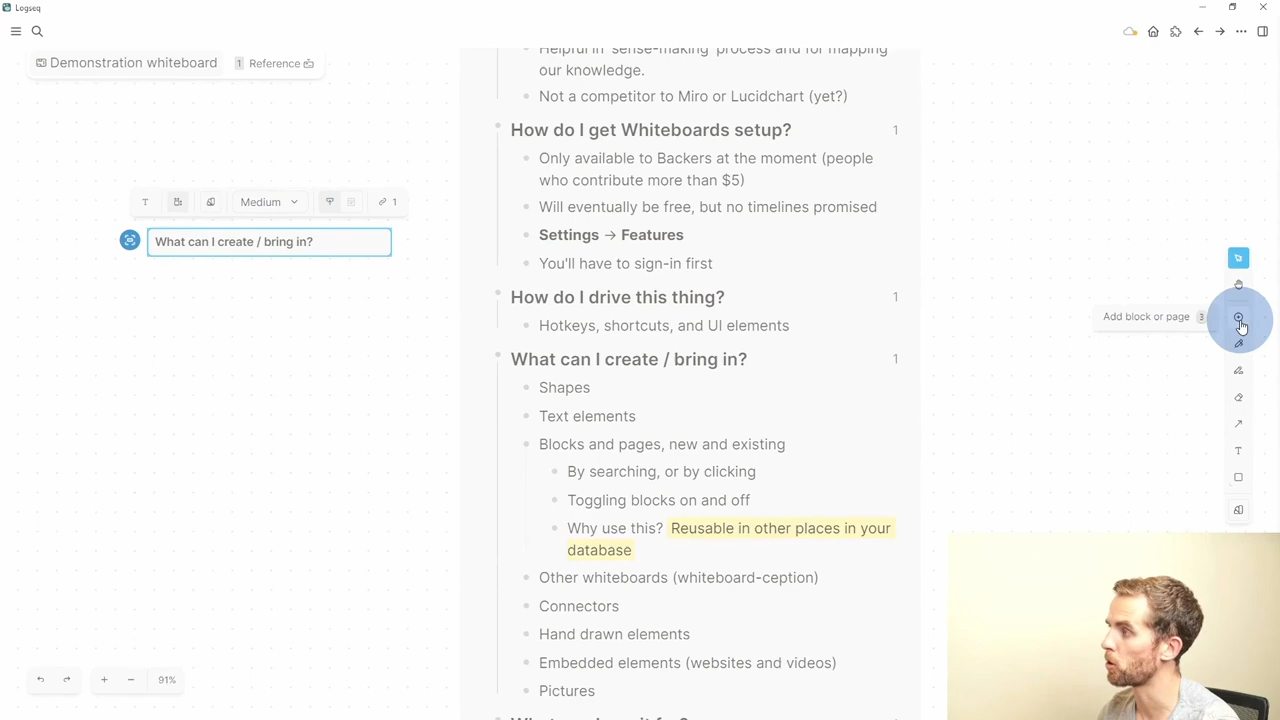 Logseq
Demonstration whiteboard 1 Reference
Helpful in 'sense-making' process and for mapping
our knowledge.
Not a competitor to Miro or Lucidchart (yet?)
How do I get Whiteboards setup? 1
Only available to Backers at the moment (people
who contribute more than $5)
Will eventually be free, but no timelines promised
Settings → Features
You'll have to sign-in first
How do I drive this thing? 1
Hotkeys, shortcuts, and UI elements
What can I create / bring in? 1
Shapes
Text elements
Blocks and pages, new and existing
By searching, or by clicking
Toggling blocks on and off
Why use this? Reusable in other places in your
database
Other whiteboards (whiteboard-ception)
Connectors
Hand drawn elements
Embedded elements (websites and videos)
Pictures
T Medium 1
What can I create / bring in?
Add block or page 3
T
+ − 91%